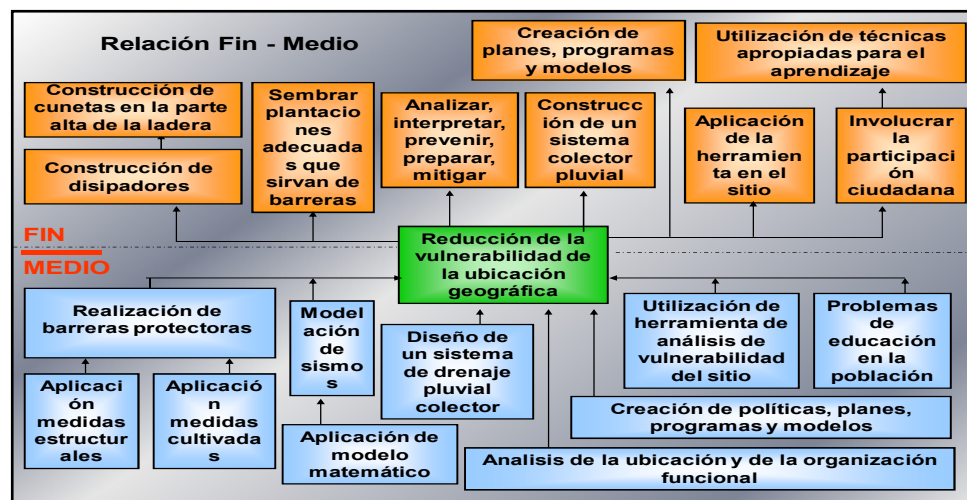 Relación Fin - Medio
Creación de
planes, programas
y modelos
Utilización de técnicas
apropiadas para el
aprendizaje
Construcción de
cunetas en la parte
alta de la ladera
Construcción de
disipadores
Sembrar
plantacio
nes
adecuada
s que
sirvan de
barreras
Analizar,
interpretar,
prevenir,
preparar,
mitigar
Construcc
ión de un
sistema
colector
pluvial
Aplicación
de la
herramien
ta en el
sitio
Involucrar
la
participaci
ón
ciudadana
FIN
MEDIO
Reducción de la
vulnerabilidad de
la ubicación
geográfica
Realización de
barreras protectoras
Model
ación
de
sismo
s
Diseño de
un sistema
de drenaje
pluvial
colector
Utilización de
herramienta de
análisis de
vulnerabilidad
del sitio
Problemas
de
educación
en la
población
Aplicaci
ón
medidas
estructur
ales
Aplicació
n
medidas
cultivada
s
Aplicación de
modelo
matemático
Creación de políticas, planes,
programas y modelos
Analisis de la ubicación y de la organización
funcional